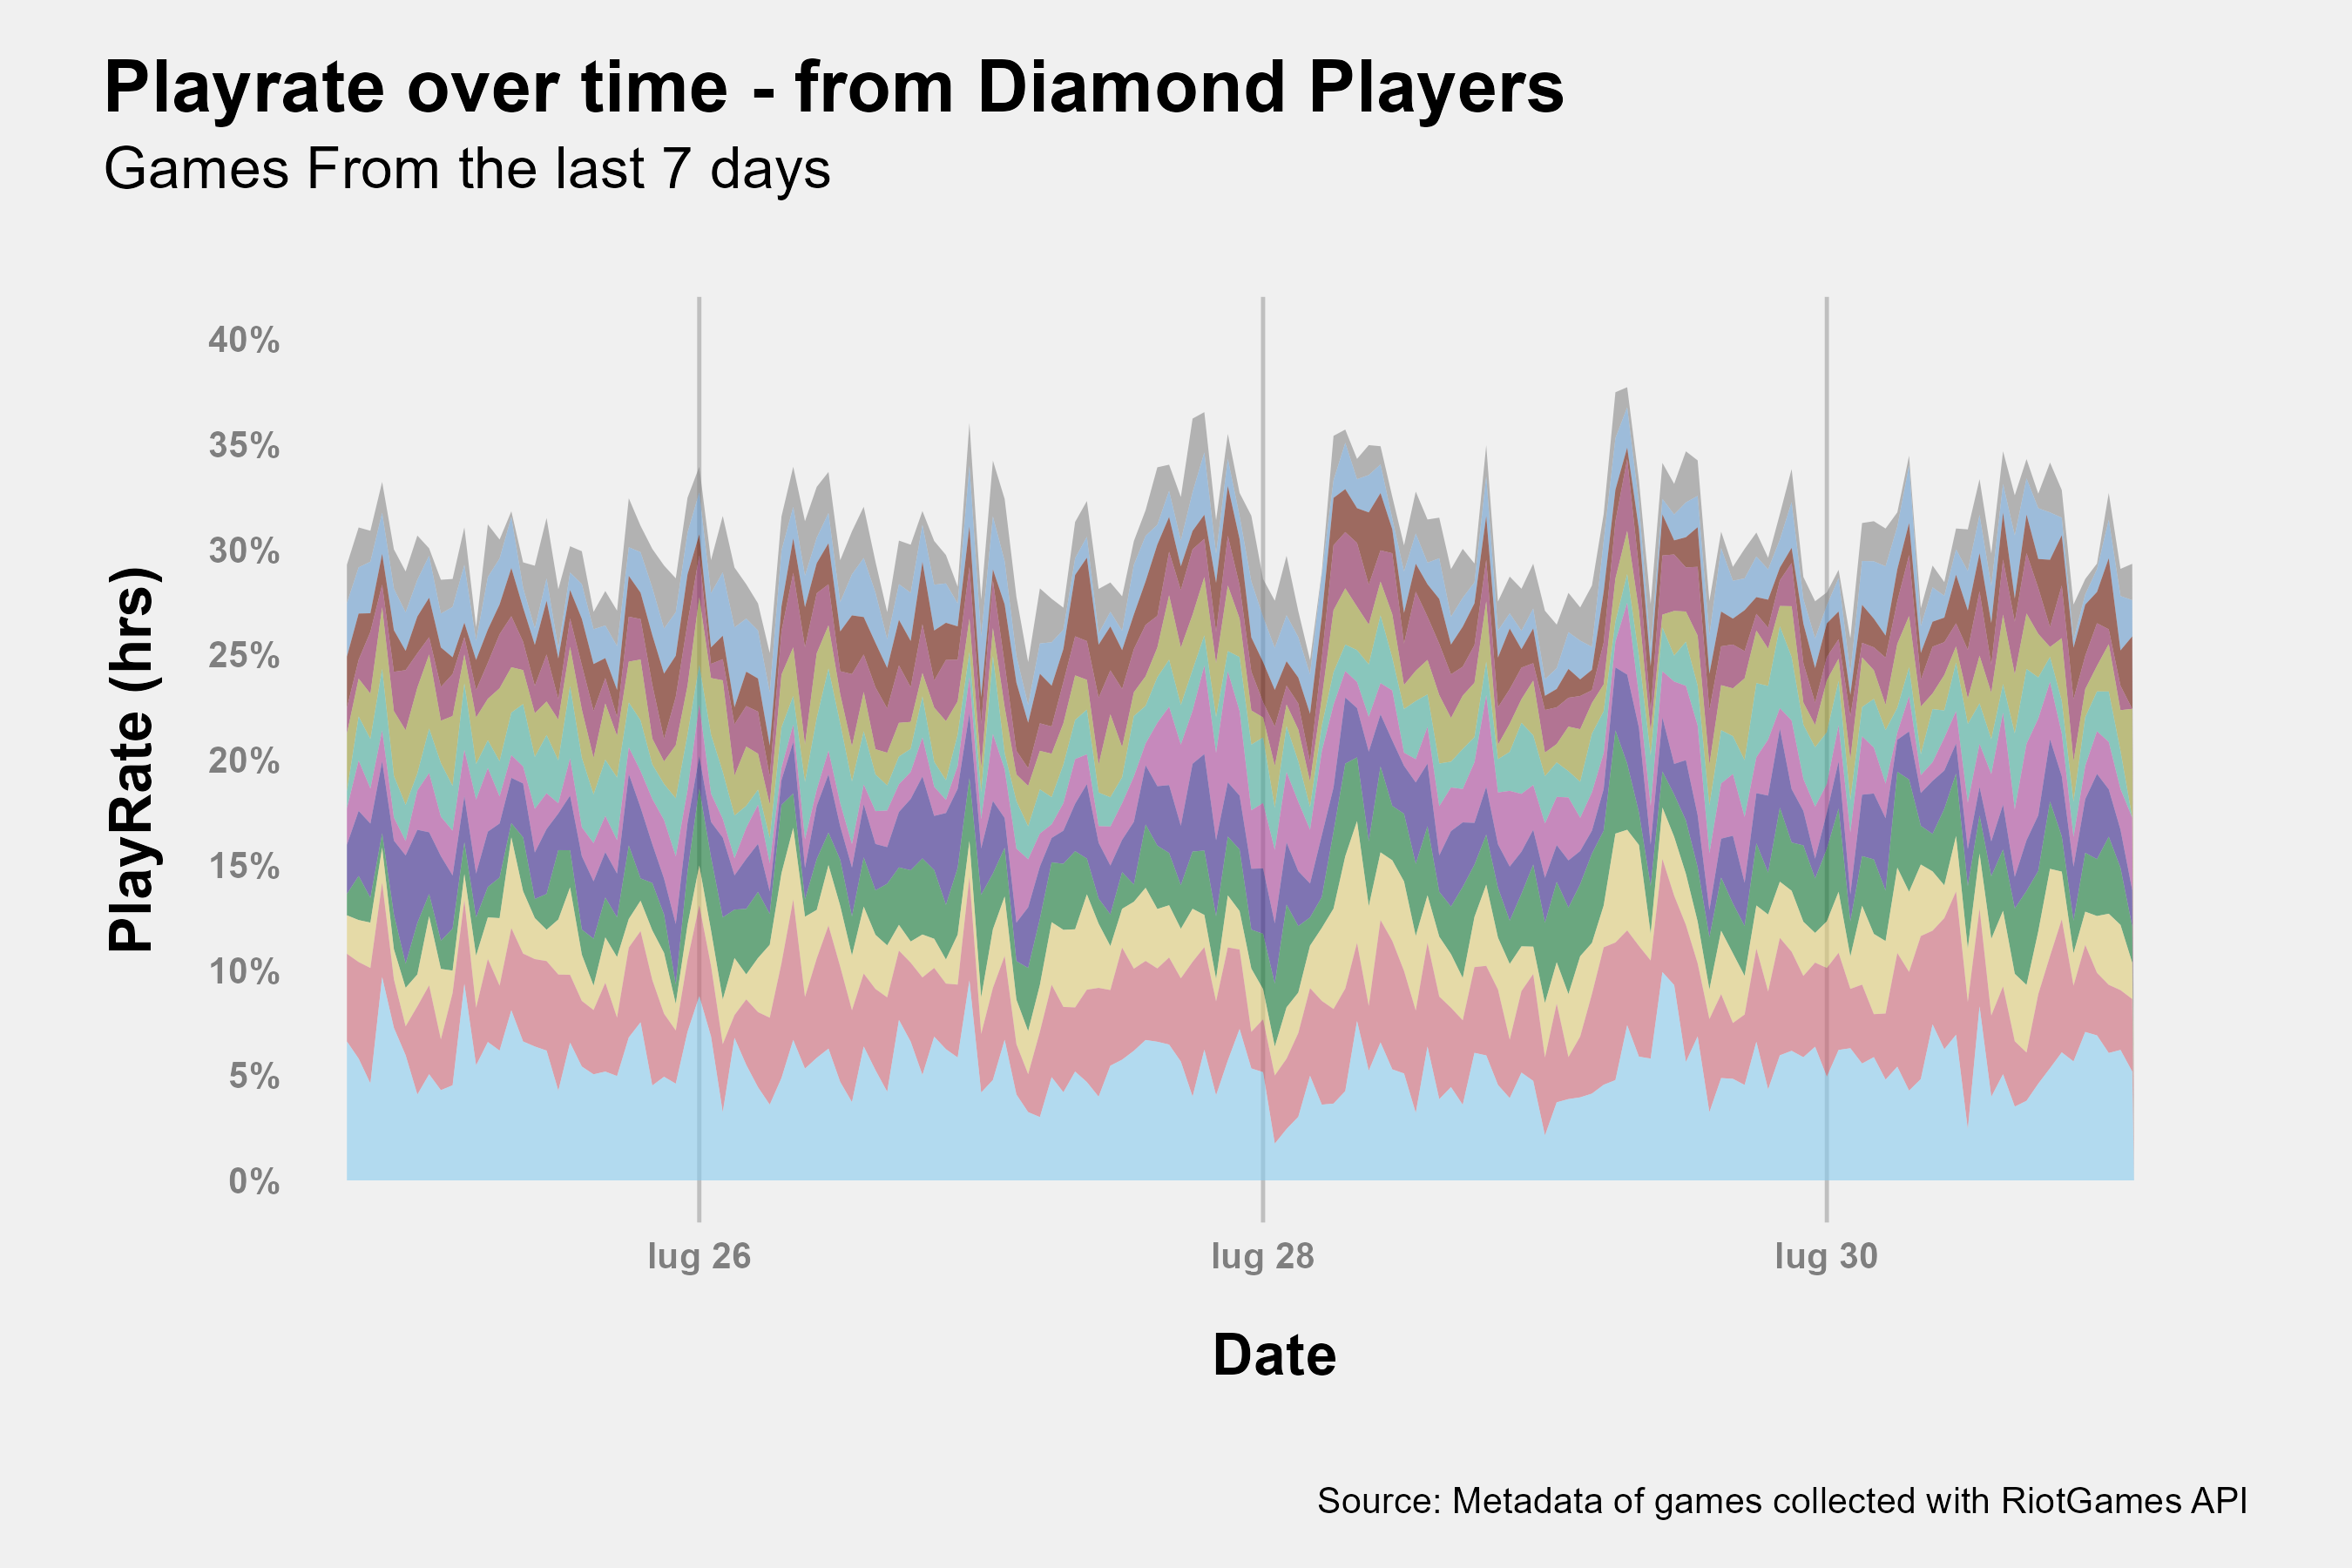 Playrate over time - from Diamond Players
Games From the last 7 days
PlayRate (hrs)
40%
35%
30%
25%
20%
15%
10%
5%
0%
lug 26
lug 28
lug 30
Date
Source: Metadata of games collected with RiotGames API